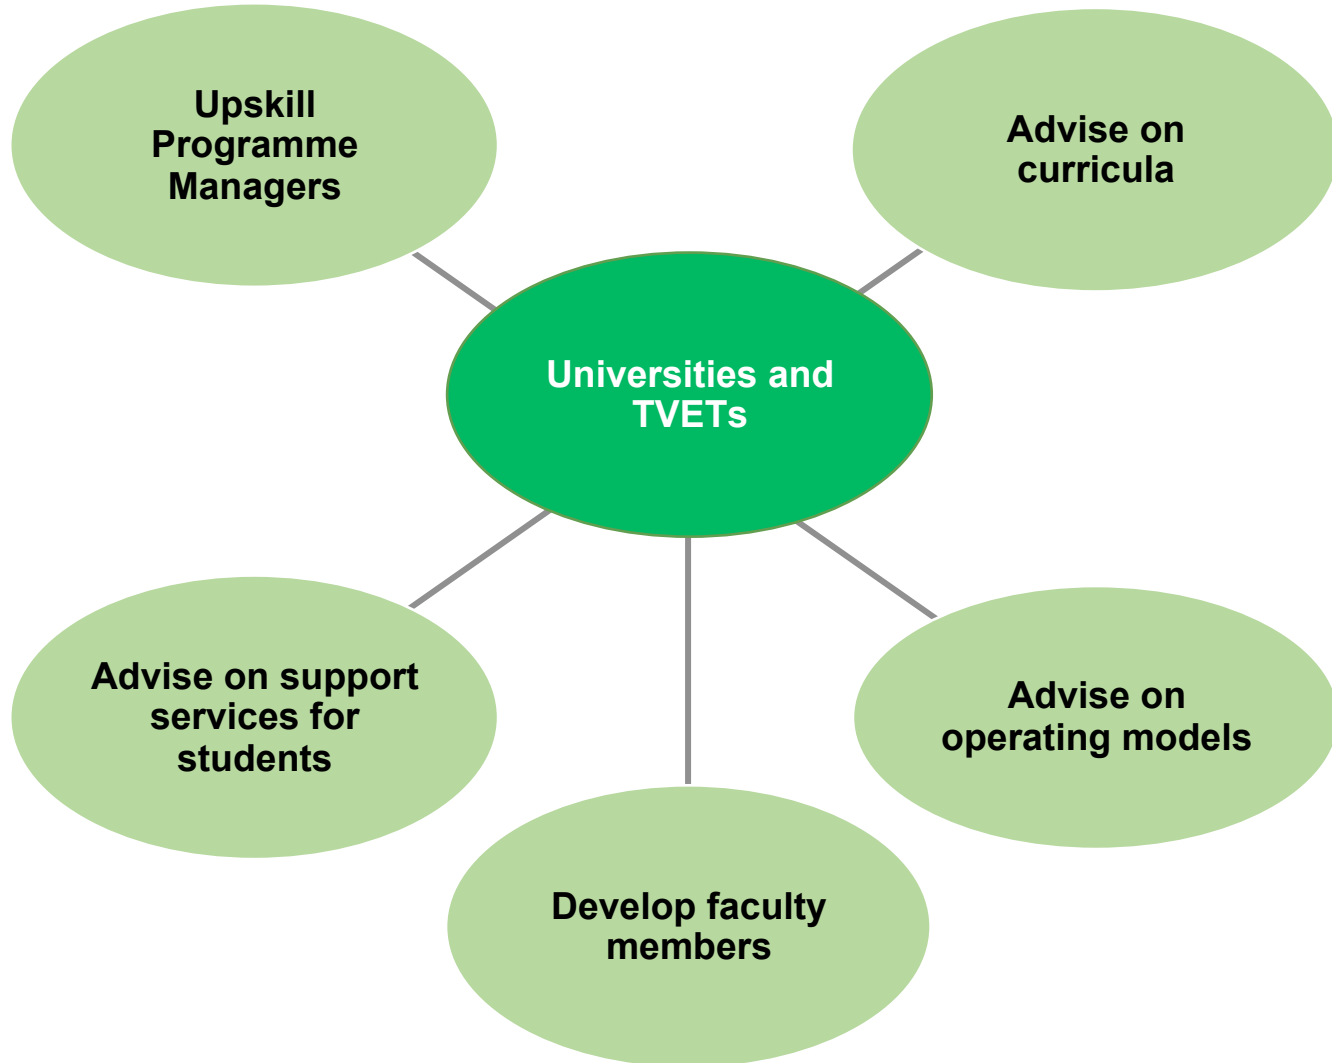 Upskill
Programme
Managers
Advise on
curricula
Universities and
TVETs
Advise on support
services for
students
Advise on
operating models
Develop faculty
members